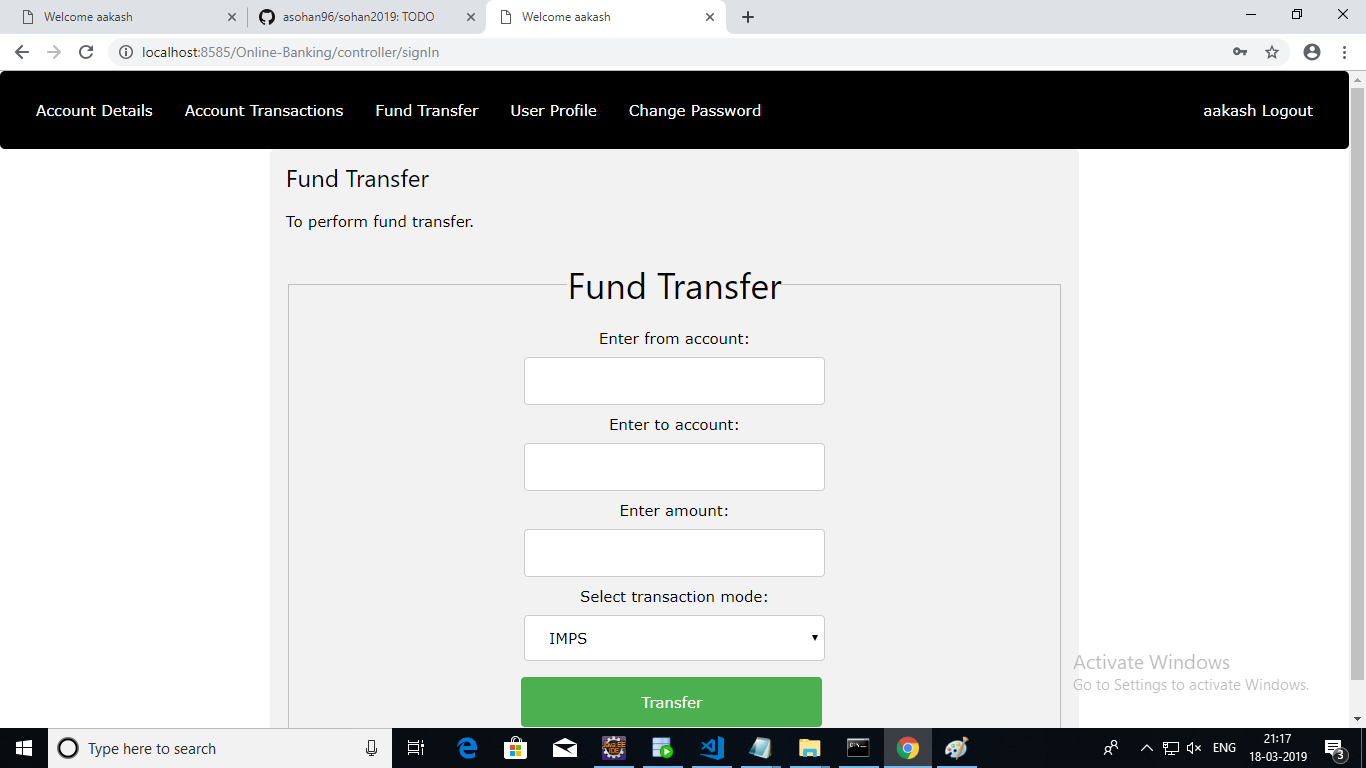 Welcome aakash
asohan96/sohan2019: TODO
Welcome aakash
localhost:8585/Online-Banking/controller/signIn
Account Details Account Transactions Fund Transfer User Profile Change Password aakash Logout
Fund Transfer
To perform fund transfer.
Fund Transfer
Enter from account:
Enter to account:
Enter amount:
Select transaction mode:
IMPS
Transfer
Activate Windows
Go to Settings to activate Windows.
Type here to search
ENG
21:17
18-03-2019
3